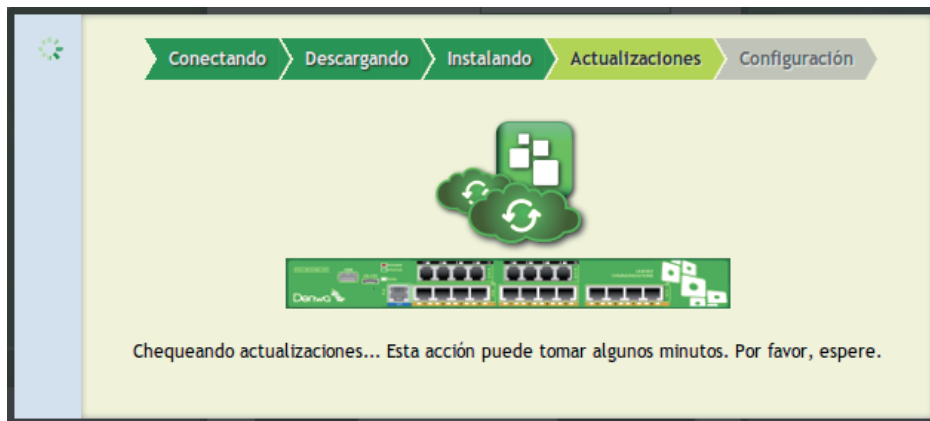 Conectando
Descargando
Instalando
Actualizaciones
Configuración
Denwa
Chequeando actualizaciones... Esta acción puede tomar algunos minutos. Por favor, espere.